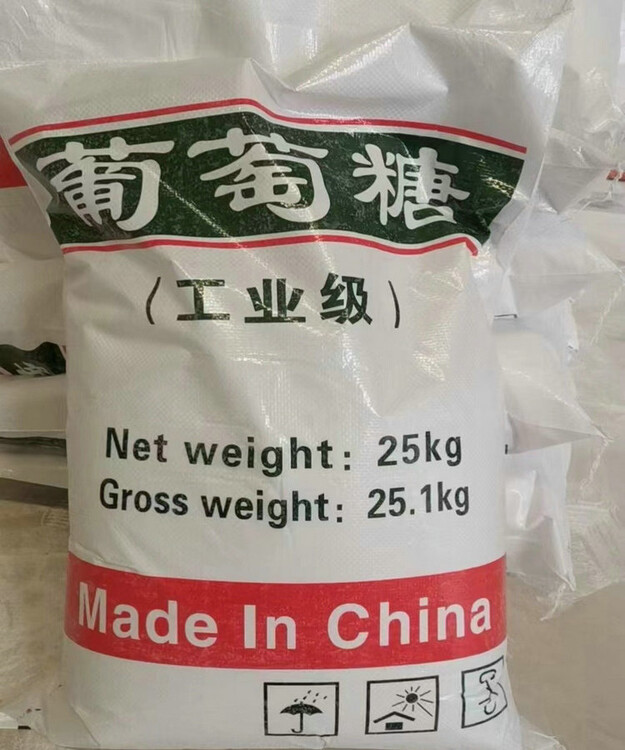 葡萄糖
(工业级)
Net weight: 25kg
Gross weight: 25.1kg
Made In China